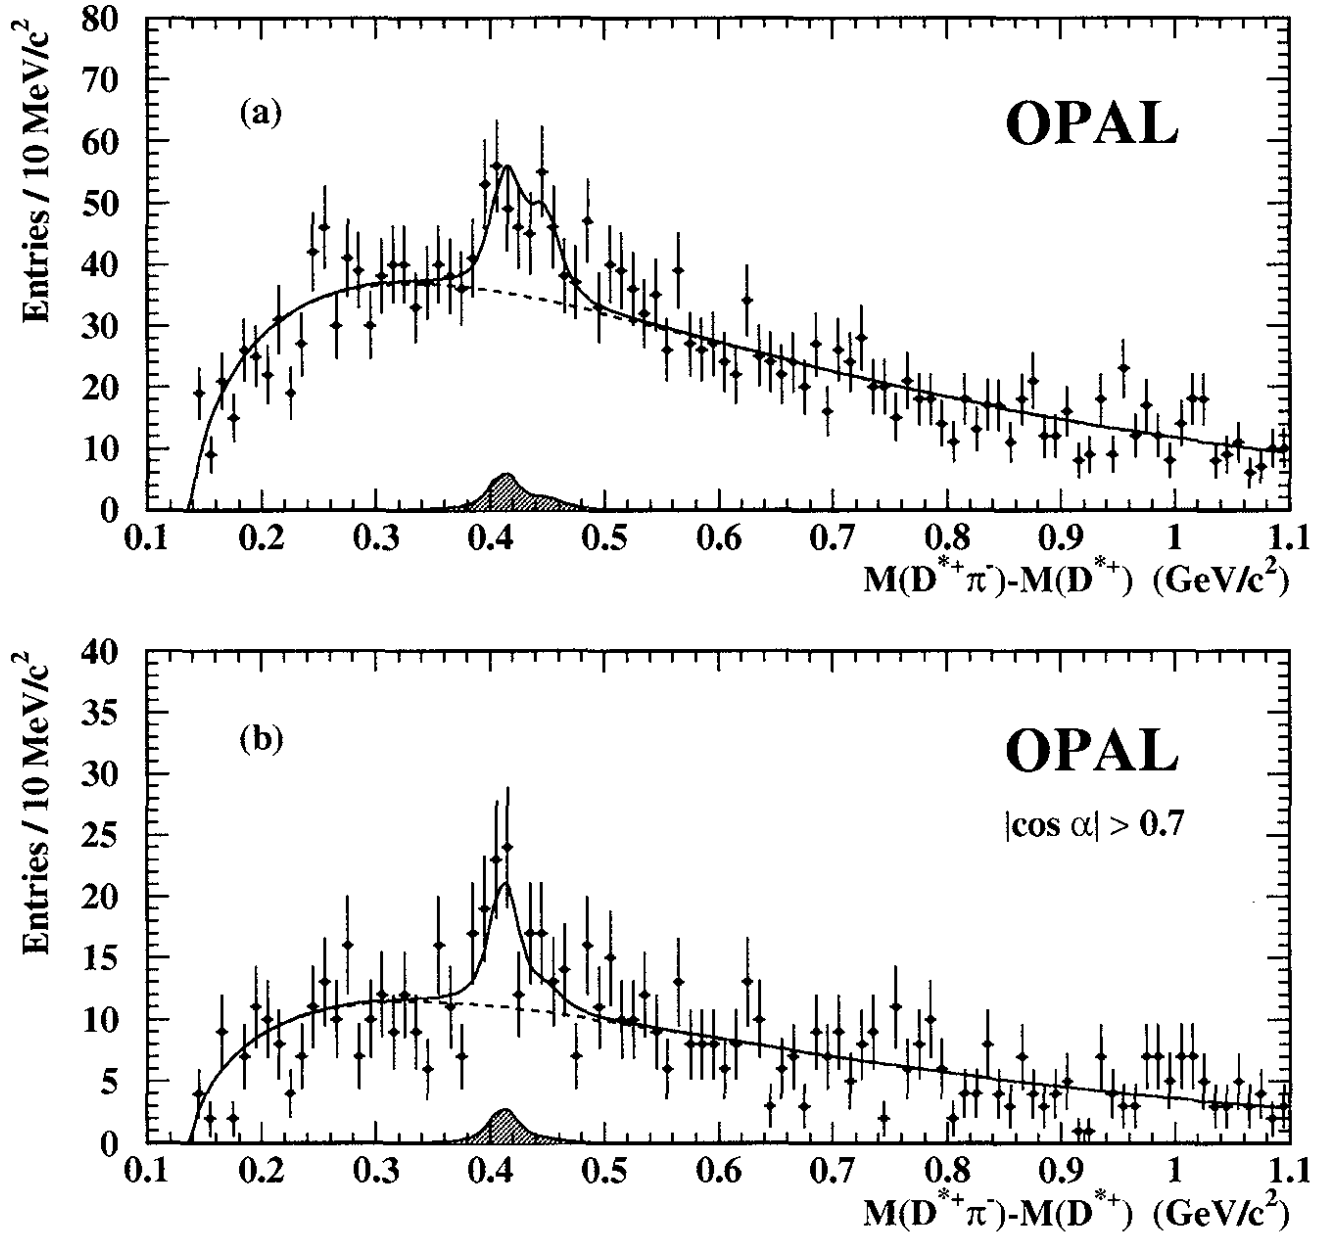 Entries / 10 MeV/c²
80
70
60
50
40
30
20
10
0
(a)
OPAL
0.1 0.2 0.3 0.4 0.5 0.6 0.7 0.8 0.9 1 1.1
M(D*+π-)-M(D*+) (GeV/c²)
Entries / 10 MeV/c²
40
35
30
25
20
15
10
5
0
(b)
OPAL
|cos α| > 0.7
0.1 0.2 0.3 0.4 0.5 0.6 0.7 0.8 0.9 1 1.1
M(D*+π-)-M(D*+) (GeV/c²)